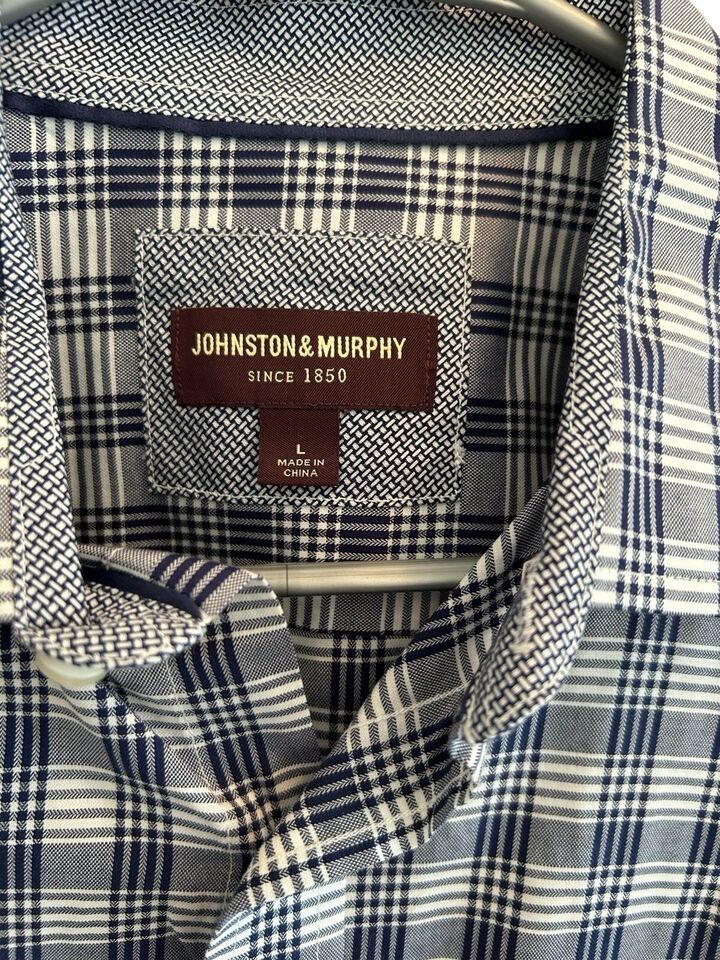 JOHNSTON & MURPHY
SINCE 1850
L
MADE IN
CHINA